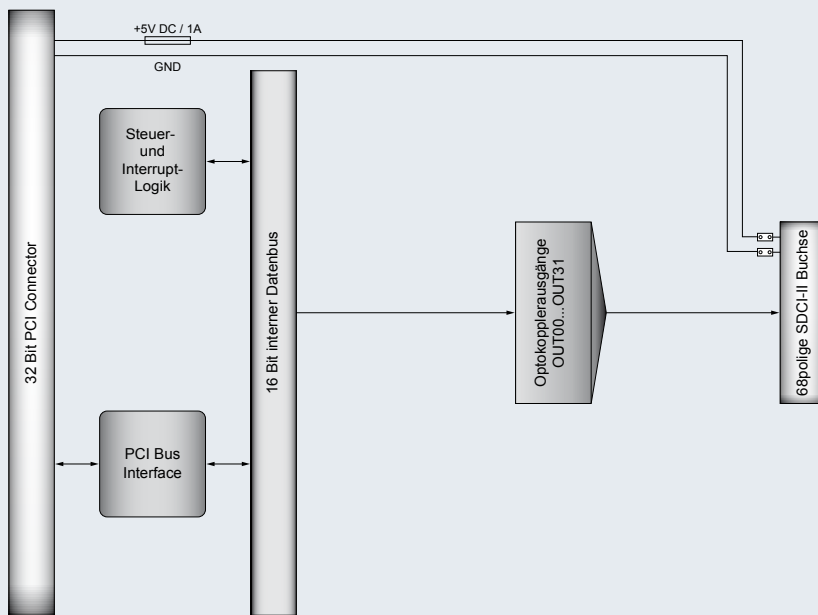 +5V DC / 1A
GND
Steuer-
und
Interrupt-
Logik
32 Bit PCI Connector
16 Bit interner Datenbus
Optokopplerausgänge
OUT00...OUT31
68polige SDCI-II Buchse
PCI Bus
Interface